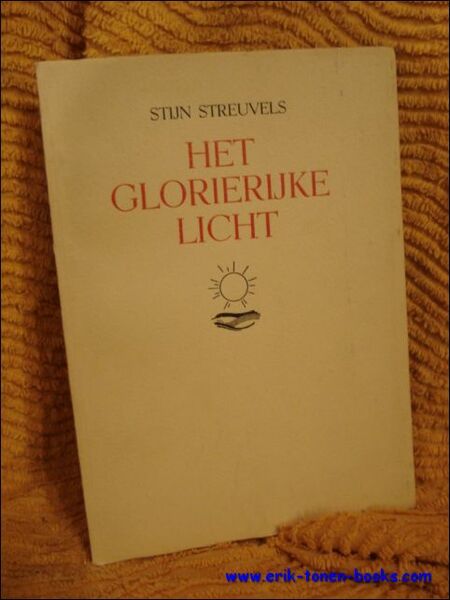 STIJN STREUVELS
HET
GLORIERIJKE
LICHT
www.erik-tonen-books.com